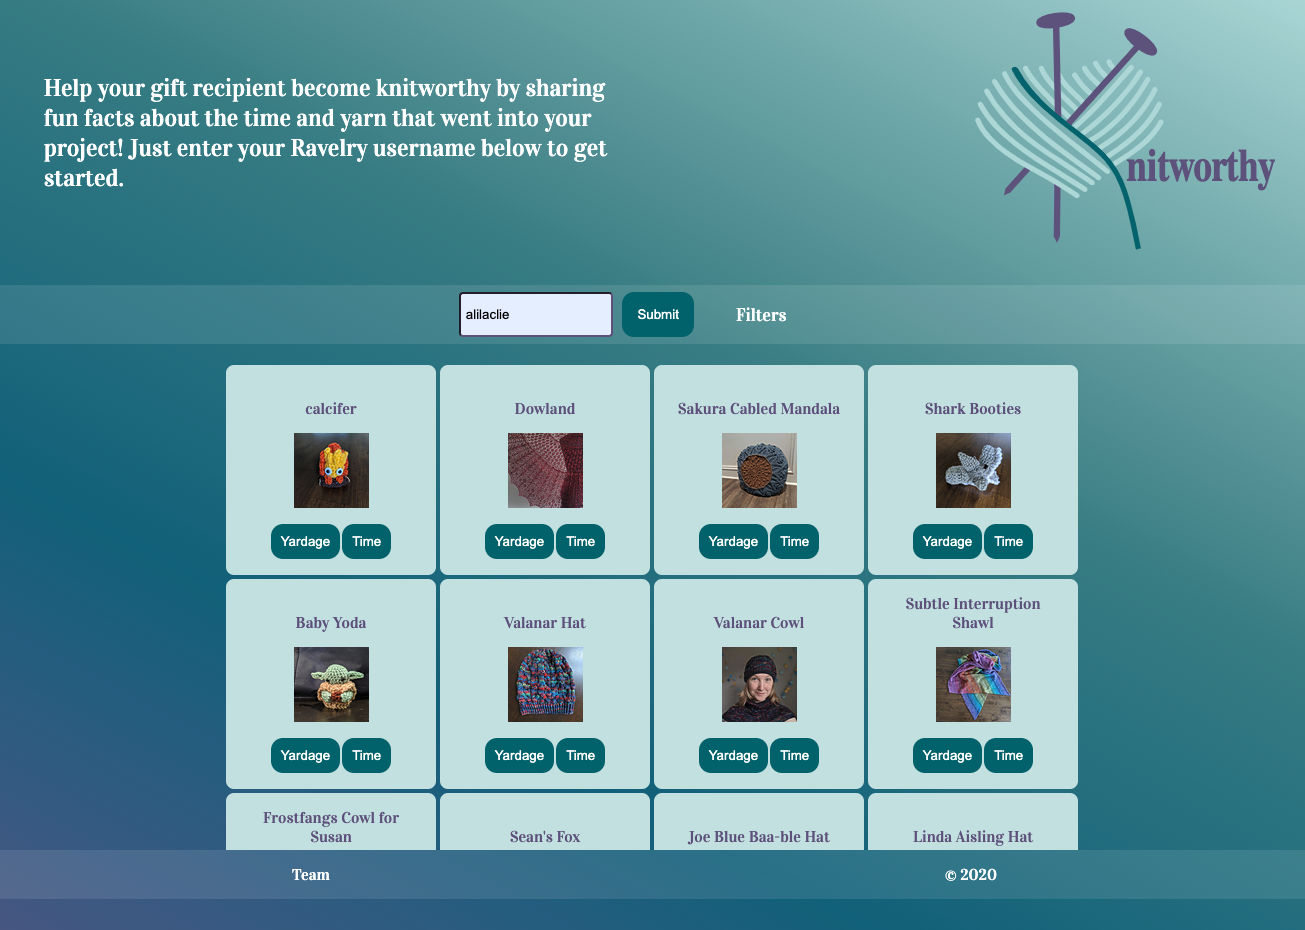 Help your gift recipient become knitworthy by sharing
fun facts about the time and yarn that went into your
project! Just enter your Ravelry username below to get
started.
nitworthy
alilaclie Submit Filters
calcifer Dowland Sakura Cabled Mandala Shark Booties
Yardage Time Yardage Time Yardage Time Yardage Time
Baby Yoda Valanar Hat Valanar Cowl Subtle Interruption
Shawl
Yardage Time Yardage Time Yardage Time Yardage Time
Frostfangs Cowl for
Susan Sean's Fox Joe Blue Baa-ble Hat Linda Aisling Hat
Team © 2020